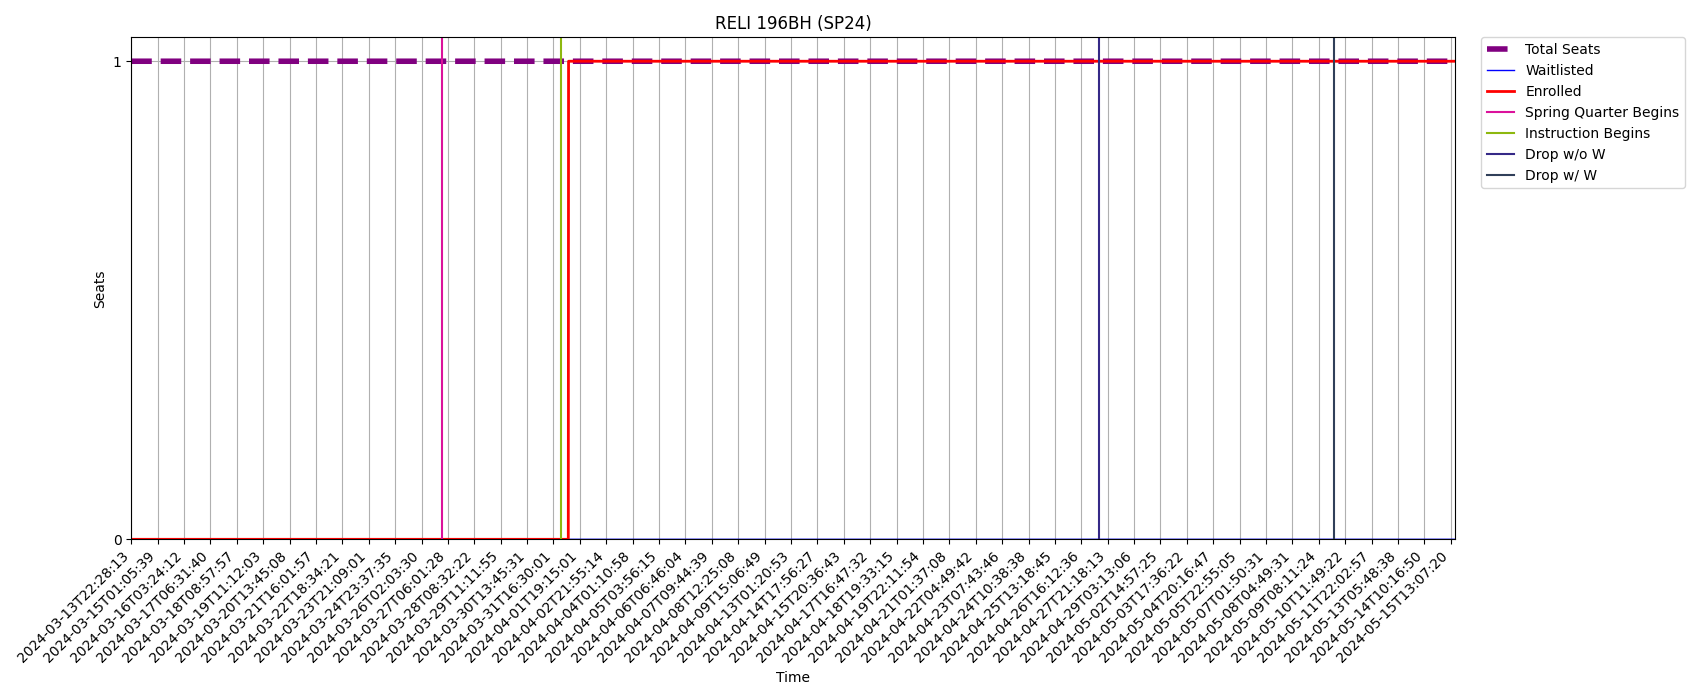 RELI 196BH (SP24)
1
0
Seats
Total Seats
Waitlisted
Enrolled
Spring Quarter Begins
Instruction Begins
Drop w/o W
Drop w/ W
2024-03-13T22:28:13
2024-03-15T01:05:39
2024-03-16T03:24:12
2024-03-17T06:31:40
2024-03-18T08:57:57
2024-03-19T11:12:03
2024-03-20T13:45:08
2024-03-21T16:01:57
2024-03-22T18:34:21
2024-03-23T21:09:01
2024-03-24T23:37:35
2024-03-26T02:03:30
2024-03-27T06:01:28
2024-03-28T08:32:22
2024-03-29T11:11:55
2024-03-30T13:45:31
2024-03-31T16:30:01
2024-04-01T19:15:01
2024-04-02T21:55:14
2024-04-04T01:10:58
2024-04-05T03:56:15
2024-04-06T06:46:04
2024-04-07T09:44:39
2024-04-08T12:25:08
2024-04-09T15:06:49
2024-04-13T01:20:53
2024-04-14T17:56:27
2024-04-15T20:36:43
2024-04-17T16:47:32
2024-04-18T19:33:15
2024-04-19T22:11:54
2024-04-21T01:37:08
2024-04-22T04:49:42
2024-04-23T07:43:46
2024-04-24T10:38:38
2024-04-25T13:18:45
2024-04-26T16:12:36
2024-04-27T21:18:13
2024-04-29T03:13:06
2024-05-02T14:57:25
2024-05-03T17:36:22
2024-05-04T20:16:47
2024-05-05T22:55:05
2024-05-07T01:50:31
2024-05-08T04:49:31
2024-05-09T08:11:24
2024-05-10T11:49:22
2024-05-11T22:02:57
2024-05-13T05:48:38
2024-05-14T10:16:50
2024-05-15T13:07:20
Time